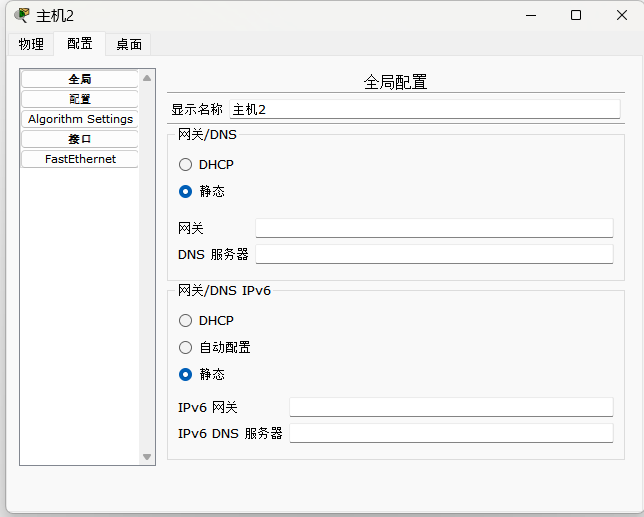 主机2
物理 配置 桌面
全局
配置
Algorithm Settings
接口
FastEthernet
全局配置
显示名称 主机2
网关/DNS
DHCP
静态
网关
DNS 服务器
网关/DNS IPv6
DHCP
自动配置
静态
IPv6 网关
IPv6 DNS 服务器